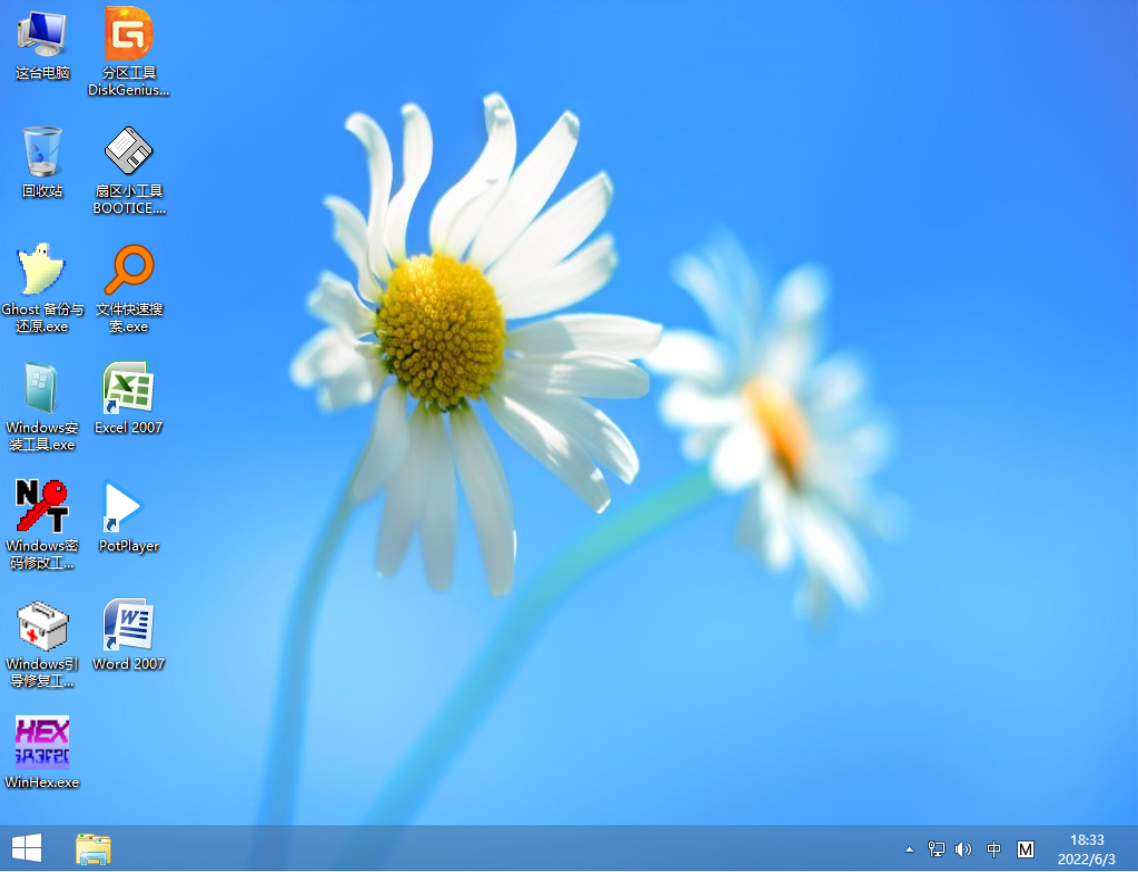 这台电脑
分区工具
DiskGenius...
回收站
扇区小工具
BOOTICE....
Ghost 备份与
还原.exe
文件快速搜
索.exe
Windows安
装工具.exe
Excel 2007
N
T
Windows密
码修改工...
PotPlayer
Windows引
导修复工...
W
Word 2007
HEX
WinHex.exe
中
M
18:33
2022/6/3